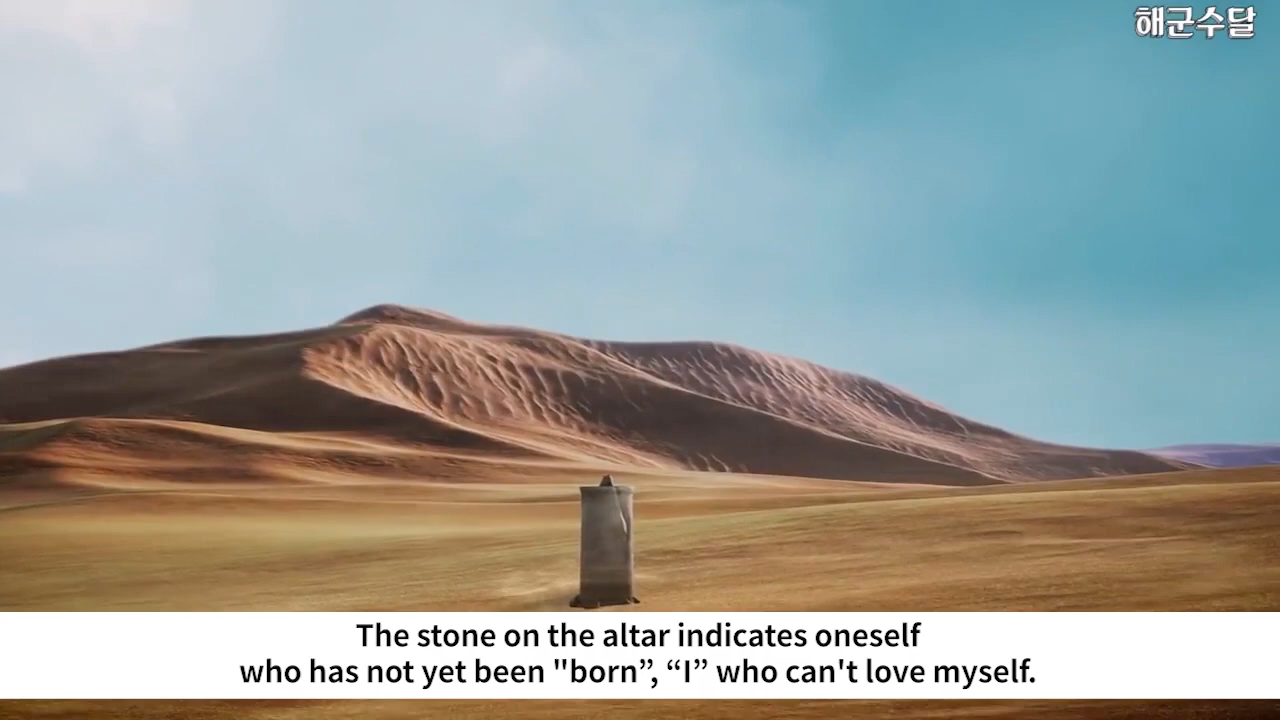 해군수달
The stone on the altar indicates oneself
who has not yet been "born”, “I” who can't love myself.